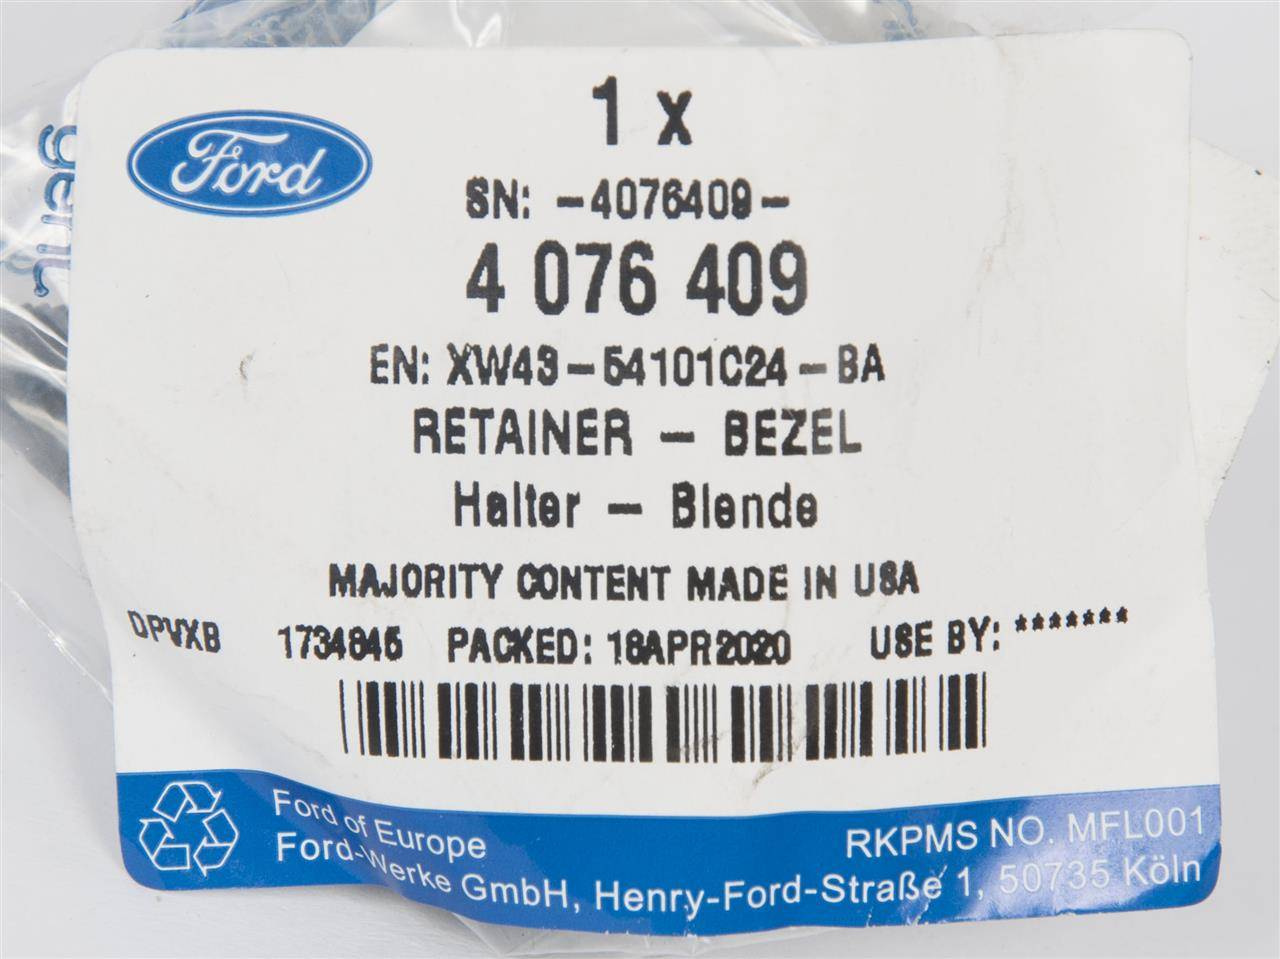 Ford
1 x
SN: -4076409-
4 076 409
EN: XW43-54101C24-BA
RETAINER - BEZEL
Halter - Blende
MAJORITY CONTENT MADE IN USA
DPVXB 1734845 PACKED: 16APR2020 USE BY: *******
Ford of Europe
RKPMS NO. MFL001
Ford-Werke GmbH, Henry-Ford-Straße 1, 50735 Köln